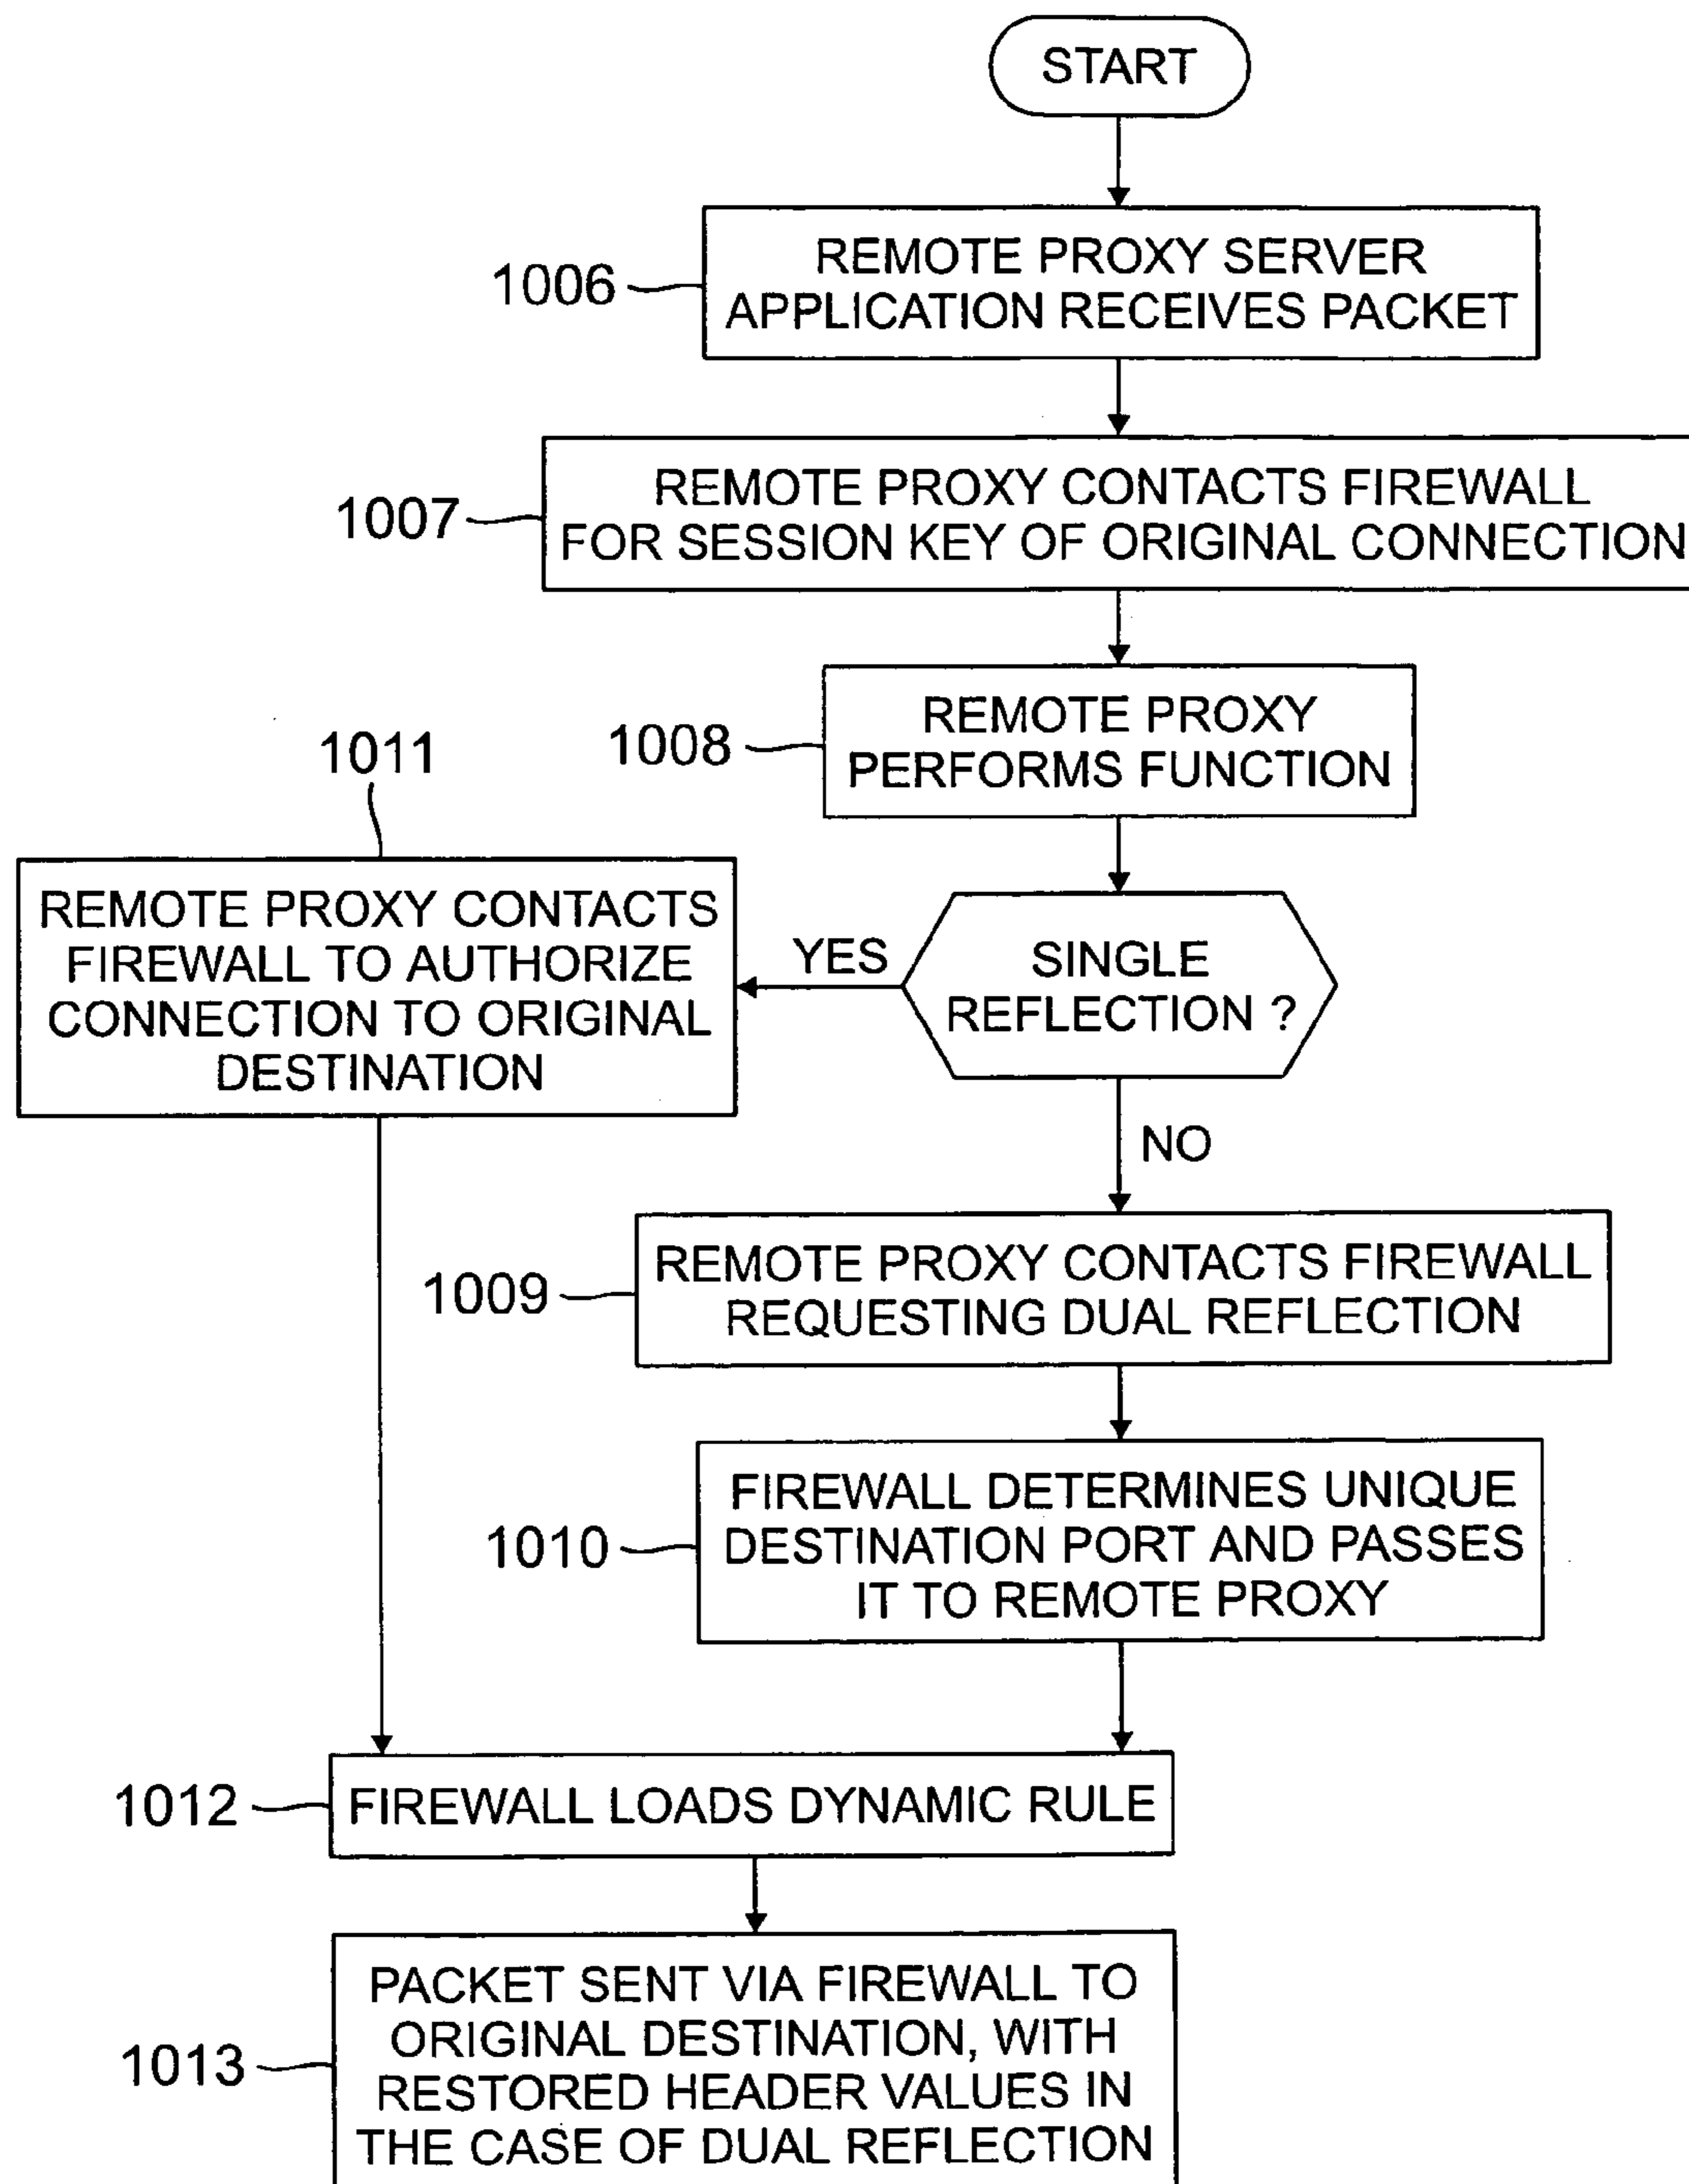 START
1006
REMOTE PROXY SERVER
APPLICATION RECEIVES PACKET
1007
REMOTE PROXY CONTACTS FIREWALL
FOR SESSION KEY OF ORIGINAL CONNECTION
1008
REMOTE PROXY
PERFORMS FUNCTION
1011
REMOTE PROXY CONTACTS
FIREWALL TO AUTHORIZE
CONNECTION TO ORIGINAL
DESTINATION
YES
SINGLE
REFLECTION ?
NO
1009
REMOTE PROXY CONTACTS FIREWALL
REQUESTING DUAL REFLECTION
1010
FIREWALL DETERMINES UNIQUE
DESTINATION PORT AND PASSES
IT TO REMOTE PROXY
1012
FIREWALL LOADS DYNAMIC RULE
1013
PACKET SENT VIA FIREWALL TO
ORIGINAL DESTINATION, WITH
RESTORED HEADER VALUES IN
THE CASE OF DUAL REFLECTION